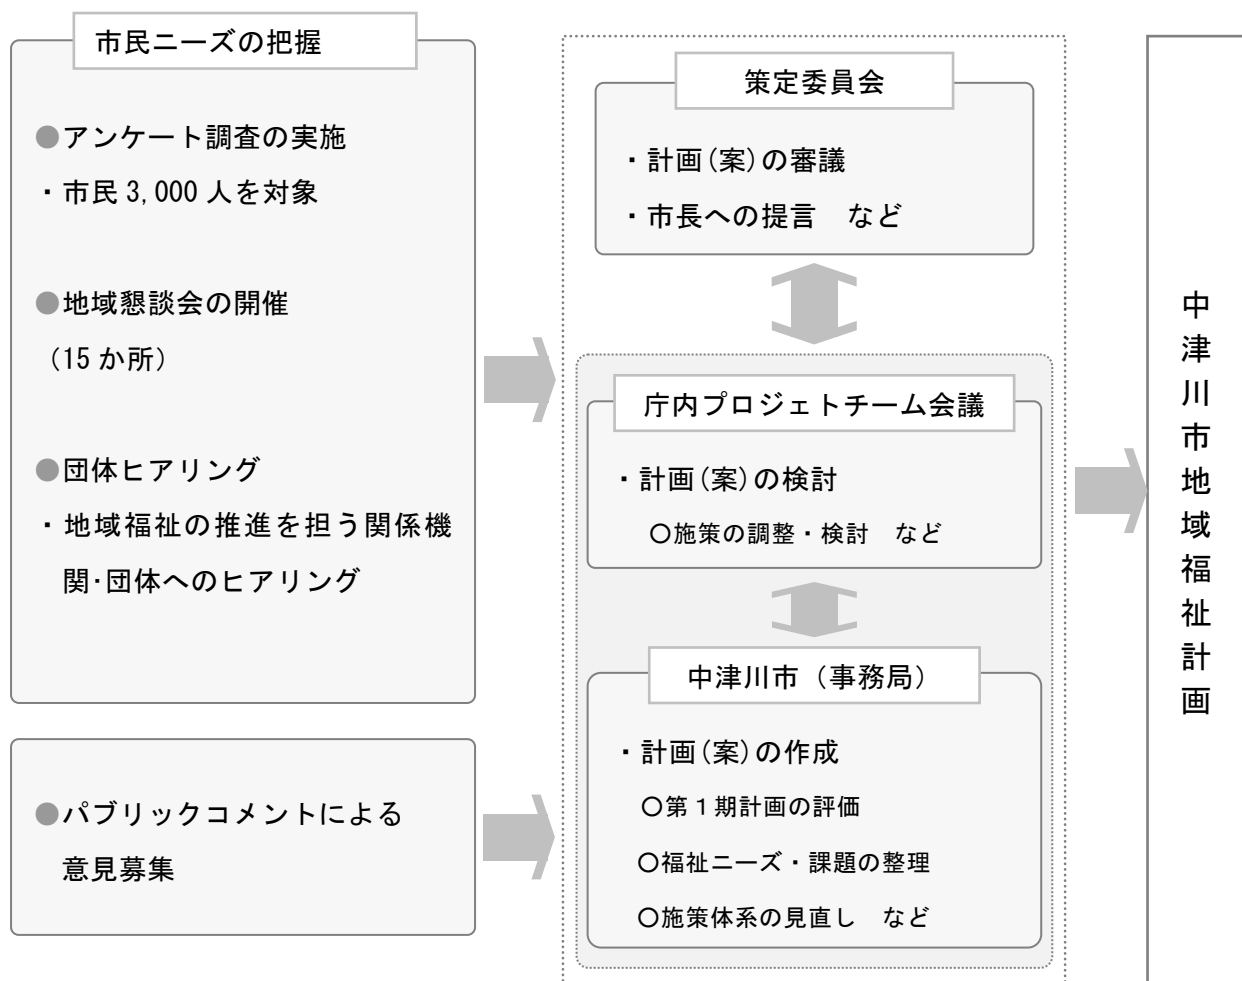 市民ニーズの把握
●アンケート調査の実施
・市民3,000人を対象
●地域懇談会の開催
(15か所)
●団体ヒアリング
・地域福祉の推進を担う関係機
関・団体へのヒアリング
●パブリックコメントによる
意見募集
策定委員会
・計画(案)の審議
・市長への提言　など
庁内プロジェトチーム会議
・計画(案)の検討
○施策の調整・検討　など
中津川市（事務局）
・計画(案)の作成
○第１期計画の評価
○福祉ニーズ・課題の整理
○施策体系の見直し　など
中津川市地域福祉計画